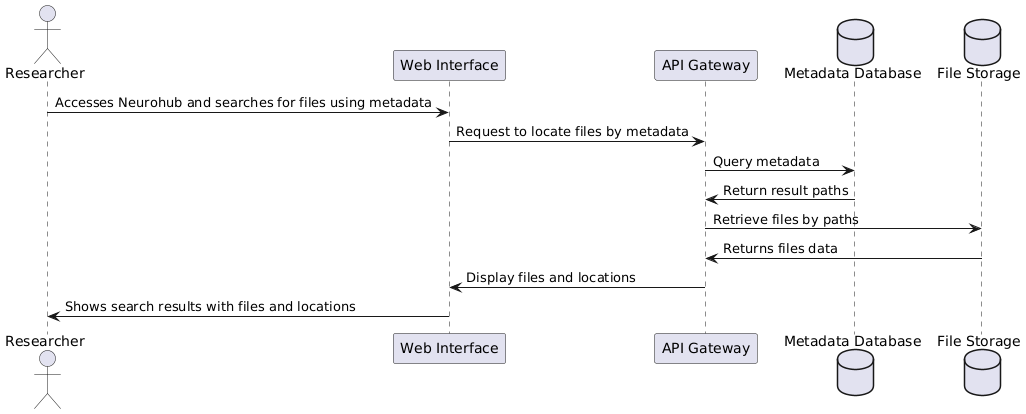 Researcher
Web Interface
API Gateway
Metadata Database
File Storage
Accesses Neurohub and searches for files using metadata
Request to locate files by metadata
Query metadata
Return result paths
Retrieve files by paths
Returns files data
Display files and locations
Shows search results with files and locations
Researcher
Web Interface
API Gateway
Metadata Database
File Storage